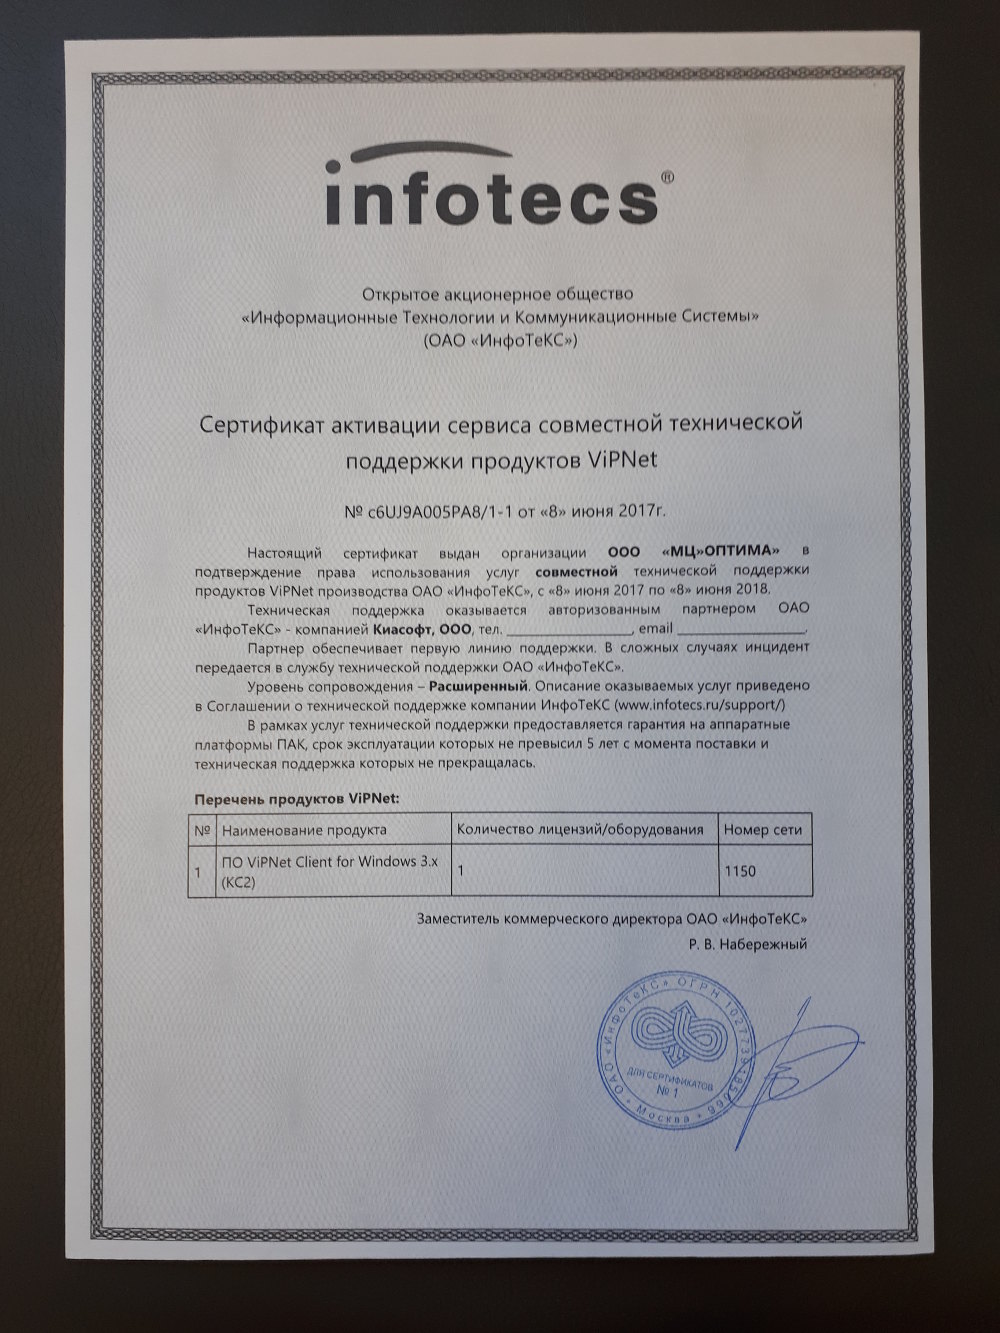 infotecs®
Открытое акционерное общество
«Информационные Технологии и Коммуникационные Системы»
(ОАО «ИнфоТеКС»)
Сертификат активации сервиса совместной технической
поддержки продуктов ViPNet
№ c6UJ9A005PA8/1-1 от «8» июня 2017г.
Настоящий сертификат выдан организации ООО «МЦ»ОПТИМА» в
подтверждение права использования услуг совместной технической поддержки
продуктов ViPNet производства ОАО «ИнфоТеКС», с «8» июня 2017 по «8» июня 2018.
Техническая поддержка оказывается авторизованным партнером ОАО
«ИнфоТеКС» - компанией Киасофт, ООО, тел. ________________, email ________________.
Партнер обеспечивает первую линию поддержки. В сложных случаях инцидент
передается в службу технической поддержки ОАО «ИнфоТеКС».
Уровень сопровождения – Расширенный. Описание оказываемых услуг приведено
в Соглашении о технической поддержке компании ИнфоТеКС (www.infotecs.ru/support/)
В рамках услуг технической поддержки предоставляется гарантия на аппаратные
платформы ПАК, срок эксплуатации которых не превысил 5 лет с момента поставки и
техническая поддержка которых не прекращалась.
Перечень продуктов ViPNet:
№ Наименование продукта Количество лицензий/оборудования Номер сети
1 ПО ViPNet Client for Windows 3.x (КС2) 1 1150
Заместитель коммерческого директора ОАО «ИнфоТеКС»
Р. В. Набережный
ОАО «ИнфоТеКС» ОГРН
ДЛЯ СЕРТИФИКАТОВ
№ 1
Москва